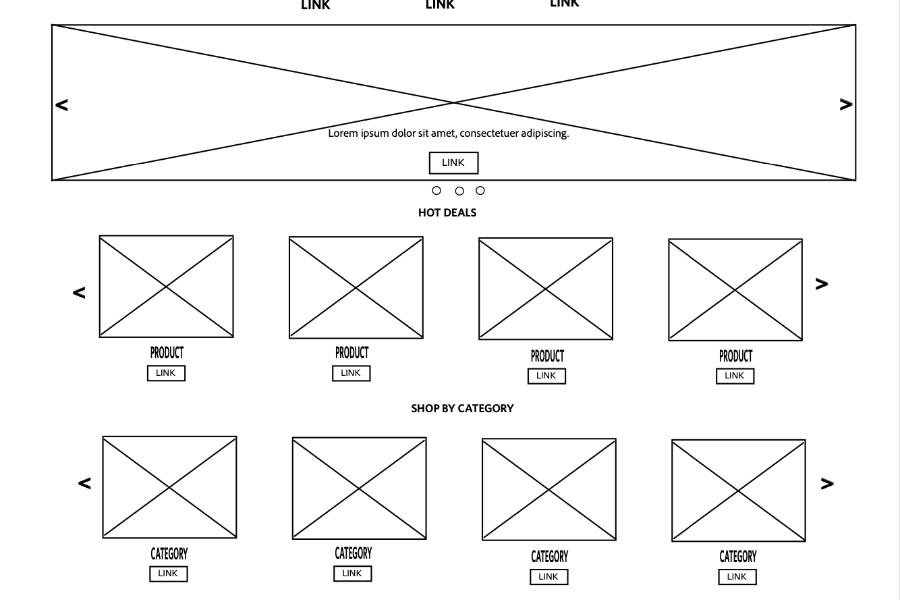 LINK LINK LINK
< >
Lorem ipsum dolor sit amet, consectetuer adipiscing.
LINK
HOT DEALS
< >
PRODUCT PRODUCT PRODUCT PRODUCT
LINK LINK LINK LINK
SHOP BY CATEGORY
< >
CATEGORY CATEGORY CATEGORY CATEGORY
LINK LINK LINK LINK